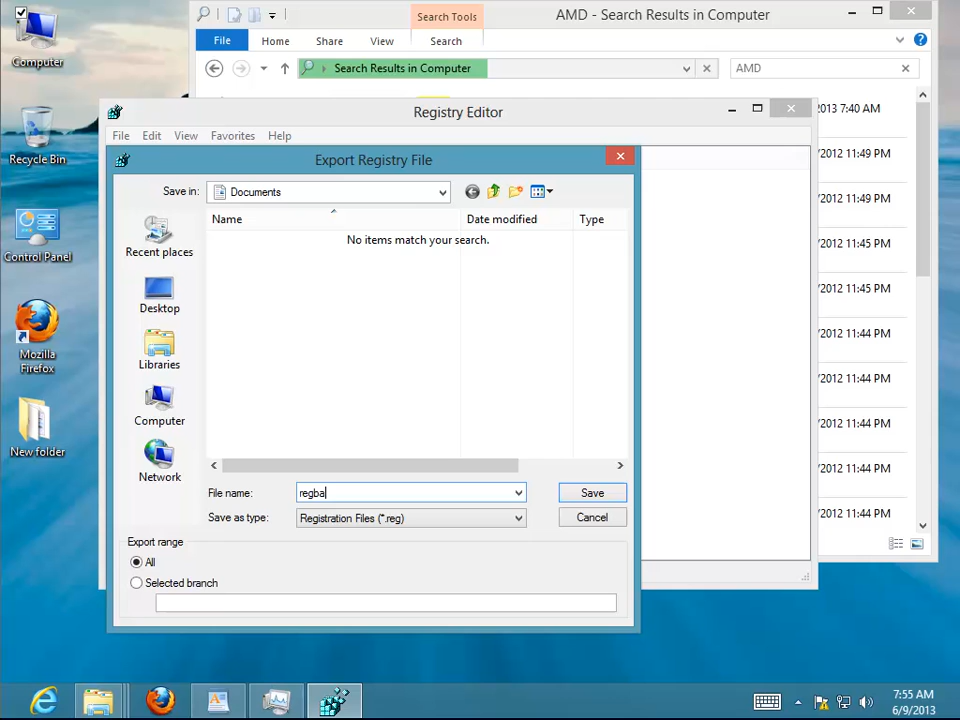 Computer
Recycle Bin
Control Panel
Mozilla
Firefox
New folder
Search Tools
AMD - Search Results in Computer
File
Home
Share
View
Search
Search Results in Computer
AMD
2013 7:40 AM
/2012 11:49 PM
/2012 11:49 PM
/2012 11:45 PM
/2012 11:45 PM
/2012 11:44 PM
/2012 11:44 PM
/2012 11:44 PM
/2012 11:44 PM
/2012 11:44 PM
Registry Editor
File Edit View Favorites Help
Export Registry File
Save in:
Documents
Name
Date modified
Type
No items match your search.
Recent places
Desktop
Libraries
Computer
Network
File name:
regba
Save
Save as type:
Registration Files (*.reg)
Cancel
Export range
All
Selected branch
7:55 AM
6/9/2013